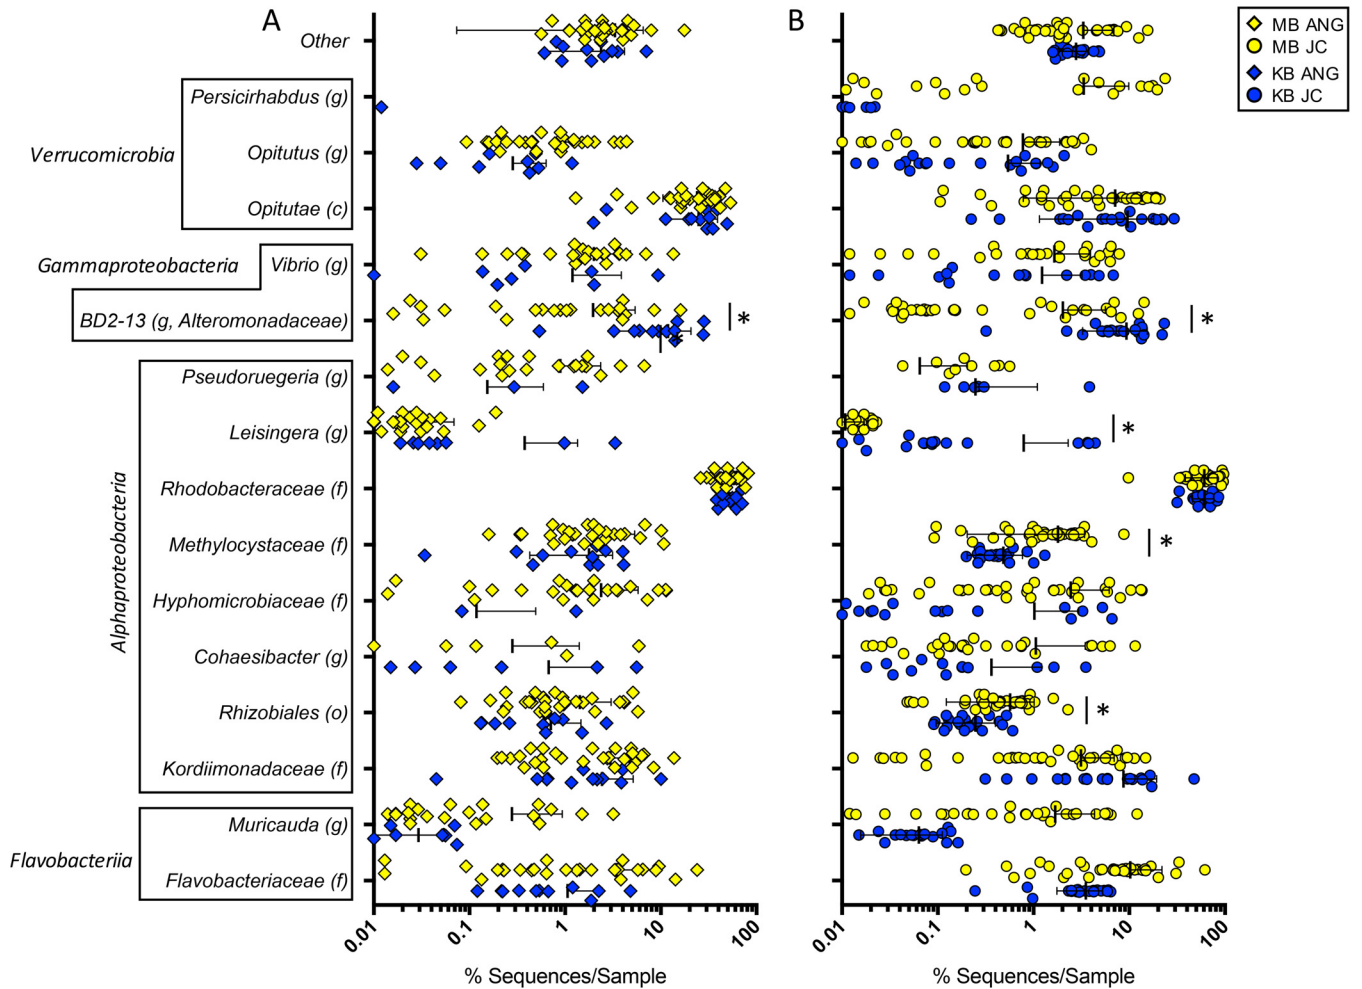 A
B
MB ANG
MB JC
KB ANG
KB JC
Other
Persicirhabdus (g)
Verrucomicrobia
Opitutus (g)
Opitutae (c)
Gammaproteobacteria
Vibrio (g)
BD2-13 (g, Alteromonadaceae)
*
*
*
Pseudoruegeria (g)
Leisingera (g)
*
Rhodobacteraceae (f)
Alphaproteobacteria
Methylocystaceae (f)
*
Hyphomicrobiaceae (f)
Cohaesibacter (g)
Rhizobiales (o)
*
Kordiimonadaceae (f)
Muricauda (g)
Flavobacteriia
Flavobacteriaceae (f)
0.01 0.1 1 10 100
0.01 0.1 1 10 100
% Sequences/Sample
% Sequences/Sample